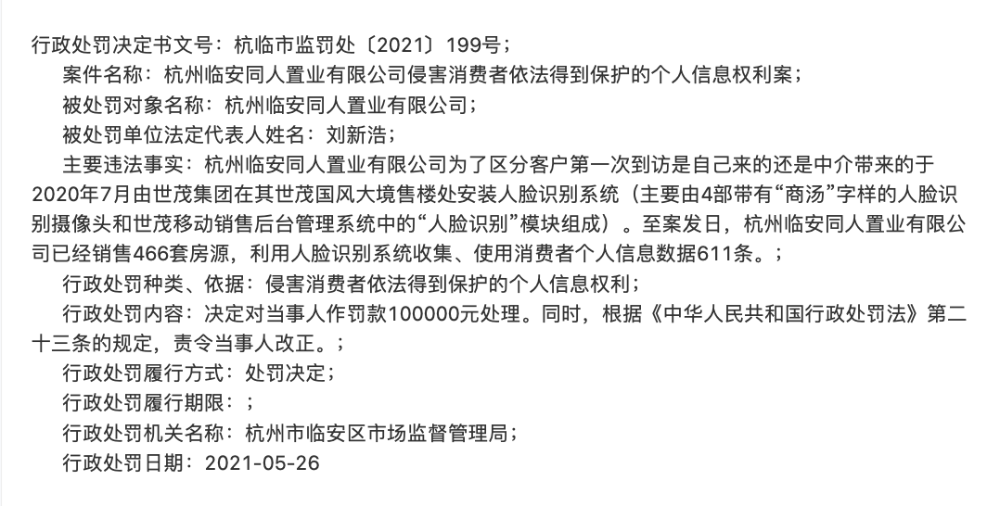 行政处罚决定书文号：杭临市监罚处〔2021〕199号；
案件名称：杭州临安同人置业有限公司侵害消费者依法得到保护的个人信息权利案；
被处罚对象名称：杭州临安同人置业有限公司；
被处罚单位法定代表人姓名：刘新浩；
主要违法事实：杭州临安同人置业有限公司为了区分客户第一次到访是自己来的还是中介带来的于
2020年7月由世茂集团在其世茂国风大境售楼处安装人脸识别系统（主要由4部带有“商汤”字样的人脸识
别摄像头和世茂移动销售后台管理系统中的“人脸识别”模块组成）。至案发日，杭州临安同人置业有限公
司已经销售466套房源，利用人脸识别系统收集、使用消费者个人信息数据611条。；
行政处罚种类、依据：侵害消费者依法得到保护的个人信息权利；
行政处罚内容：决定对当事人作罚款100000元处理。同时，根据《中华人民共和国行政处罚法》第二
十三条的规定，责令当事人改正。；
行政处罚履行方式：处罚决定；
行政处罚履行期限：；
行政处罚机关名称：杭州市临安区市场监督管理局；
行政处罚日期：2021-05-26